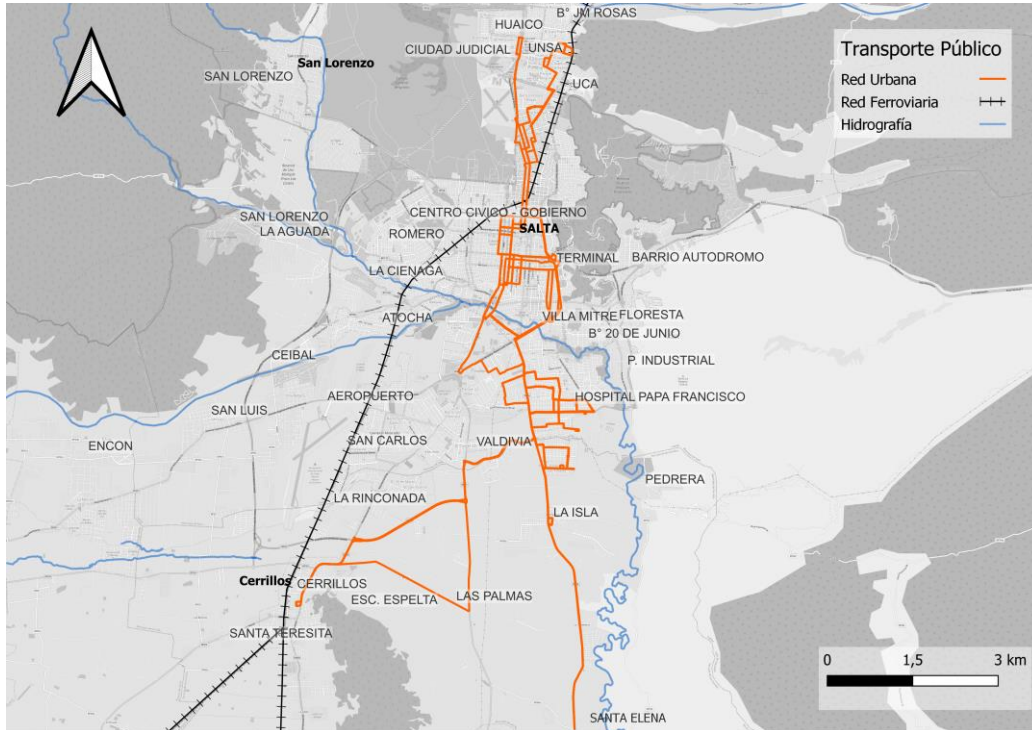 B° JM ROSAS
HUAICO
CIUDAD JUDICIAL
UNSA
SAN LORENZO
San Lorenzo
UCA
Transporte Público
Red Urbana
Red Ferroviaria
Hidrografía
SAN LORENZO
LA AGUADA
CENTRO CIVICO - GOBIERNO
ROMERO
SALTA
TERMINAL
BARRIO AUTODROMO
LA CIENAGA
ATOCHA
VILLA MITRE
FLORESTA
B° 20 DE JUNIO
CEIBAL
P. INDUSTRIAL
AEROPUERTO
HOSPITAL PAPA FRANCISCO
SAN LUIS
ENCON
SAN CARLOS
VALDIVIA
PEDRERA
LA RINCONADA
LA ISLA
Cerrillos
CERRILLOS
ESC. ESPELTA
LAS PALMAS
SANTA TERESITA
0 1,5 3 km
SANTA ELENA